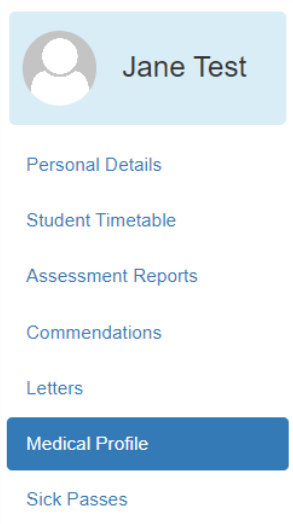 Jane Test
Personal Details
Student Timetable
Assessment Reports
Commendations
Letters
Medical Profile
Sick Passes